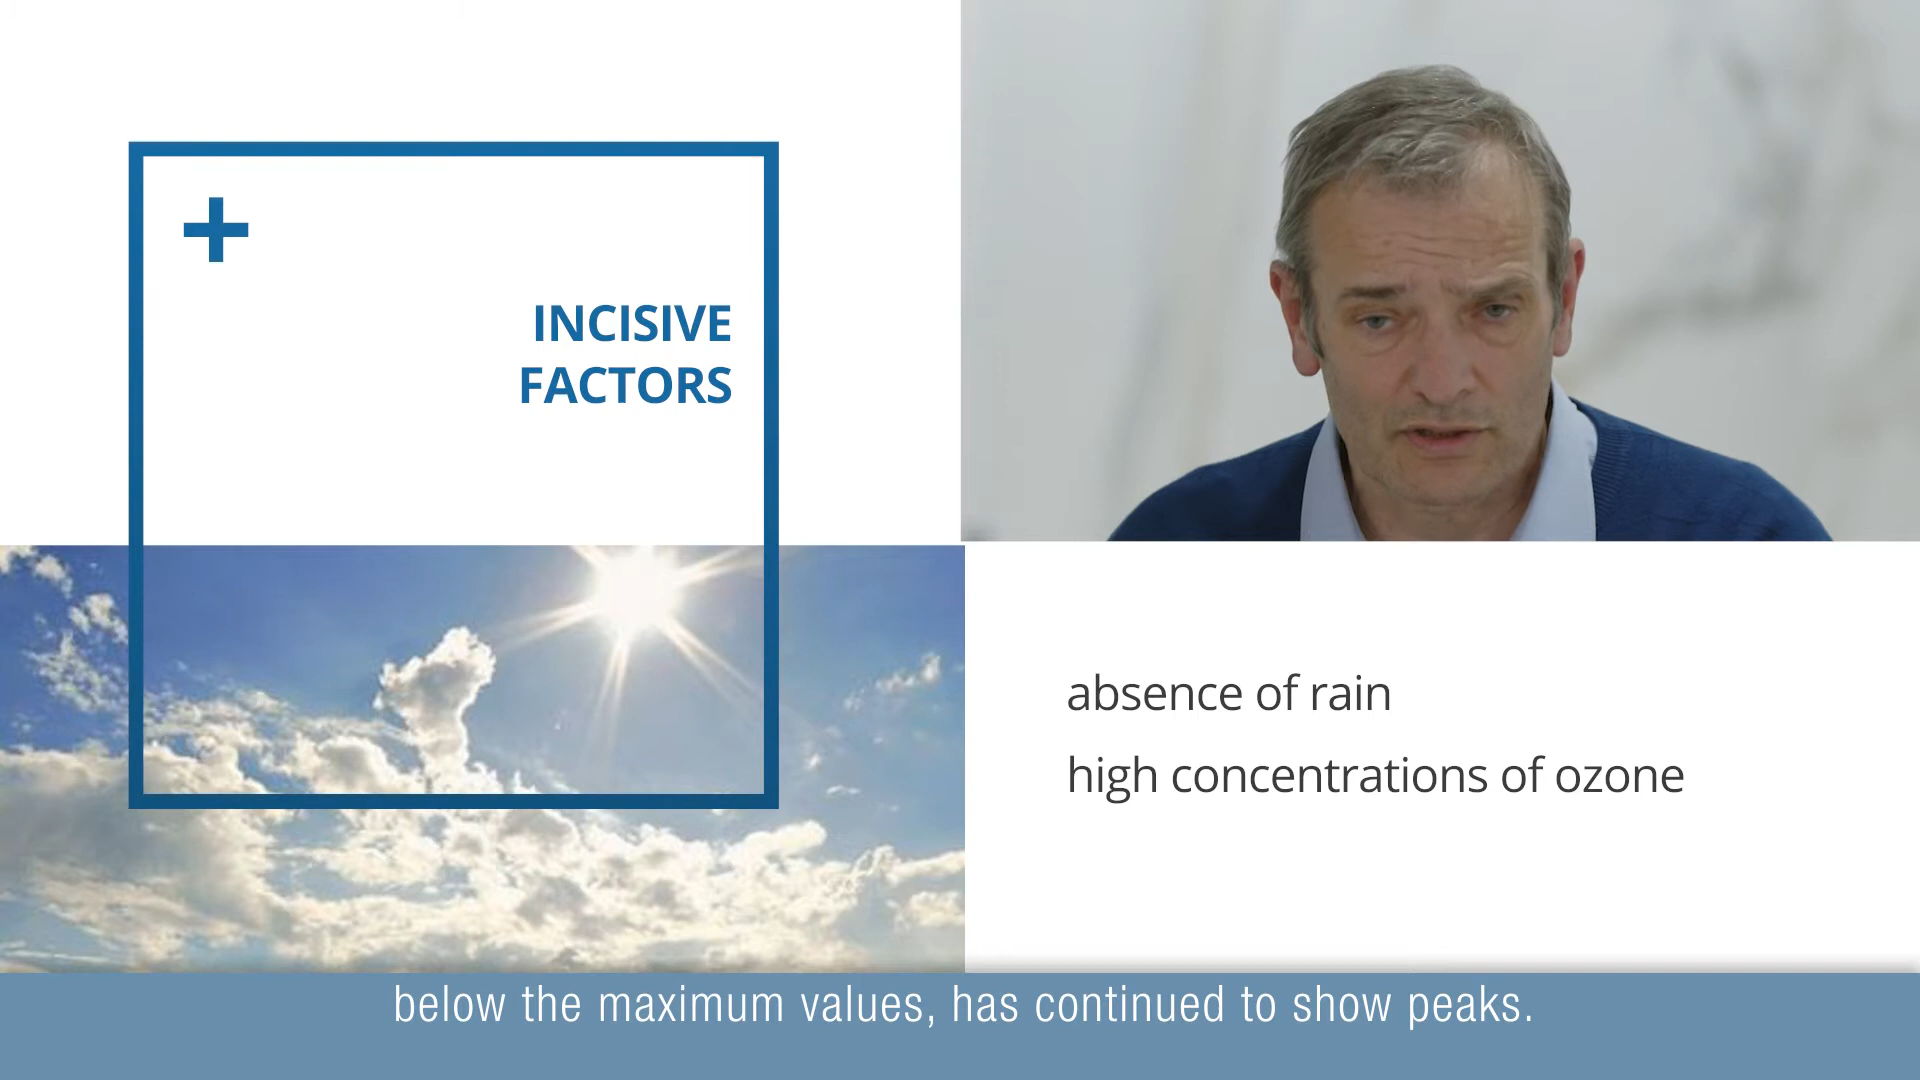 INCISIVE
FACTORS
absence of rain
high concentrations of ozone
below the maximum values, has continued to show peaks.